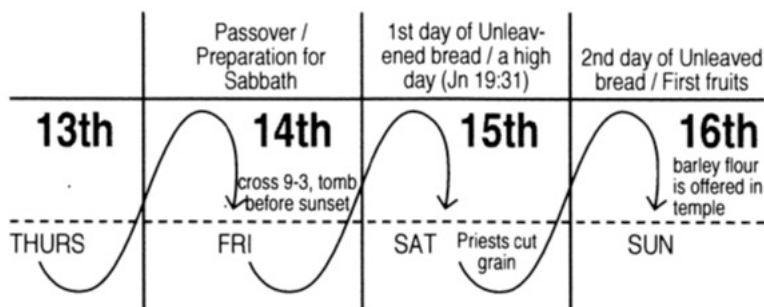 Passover /
Preparation for
Sabbath
1st day of Unleav-
ened bread / a high
day (Jn 19:31)
2nd day of Unleaved
bread / First fruits
13th
14th
15th
16th
cross 9-3, tomb
before sunset
barley flour
is offered in
temple
THURS
FRI
SAT
Priests cut
grain
SUN